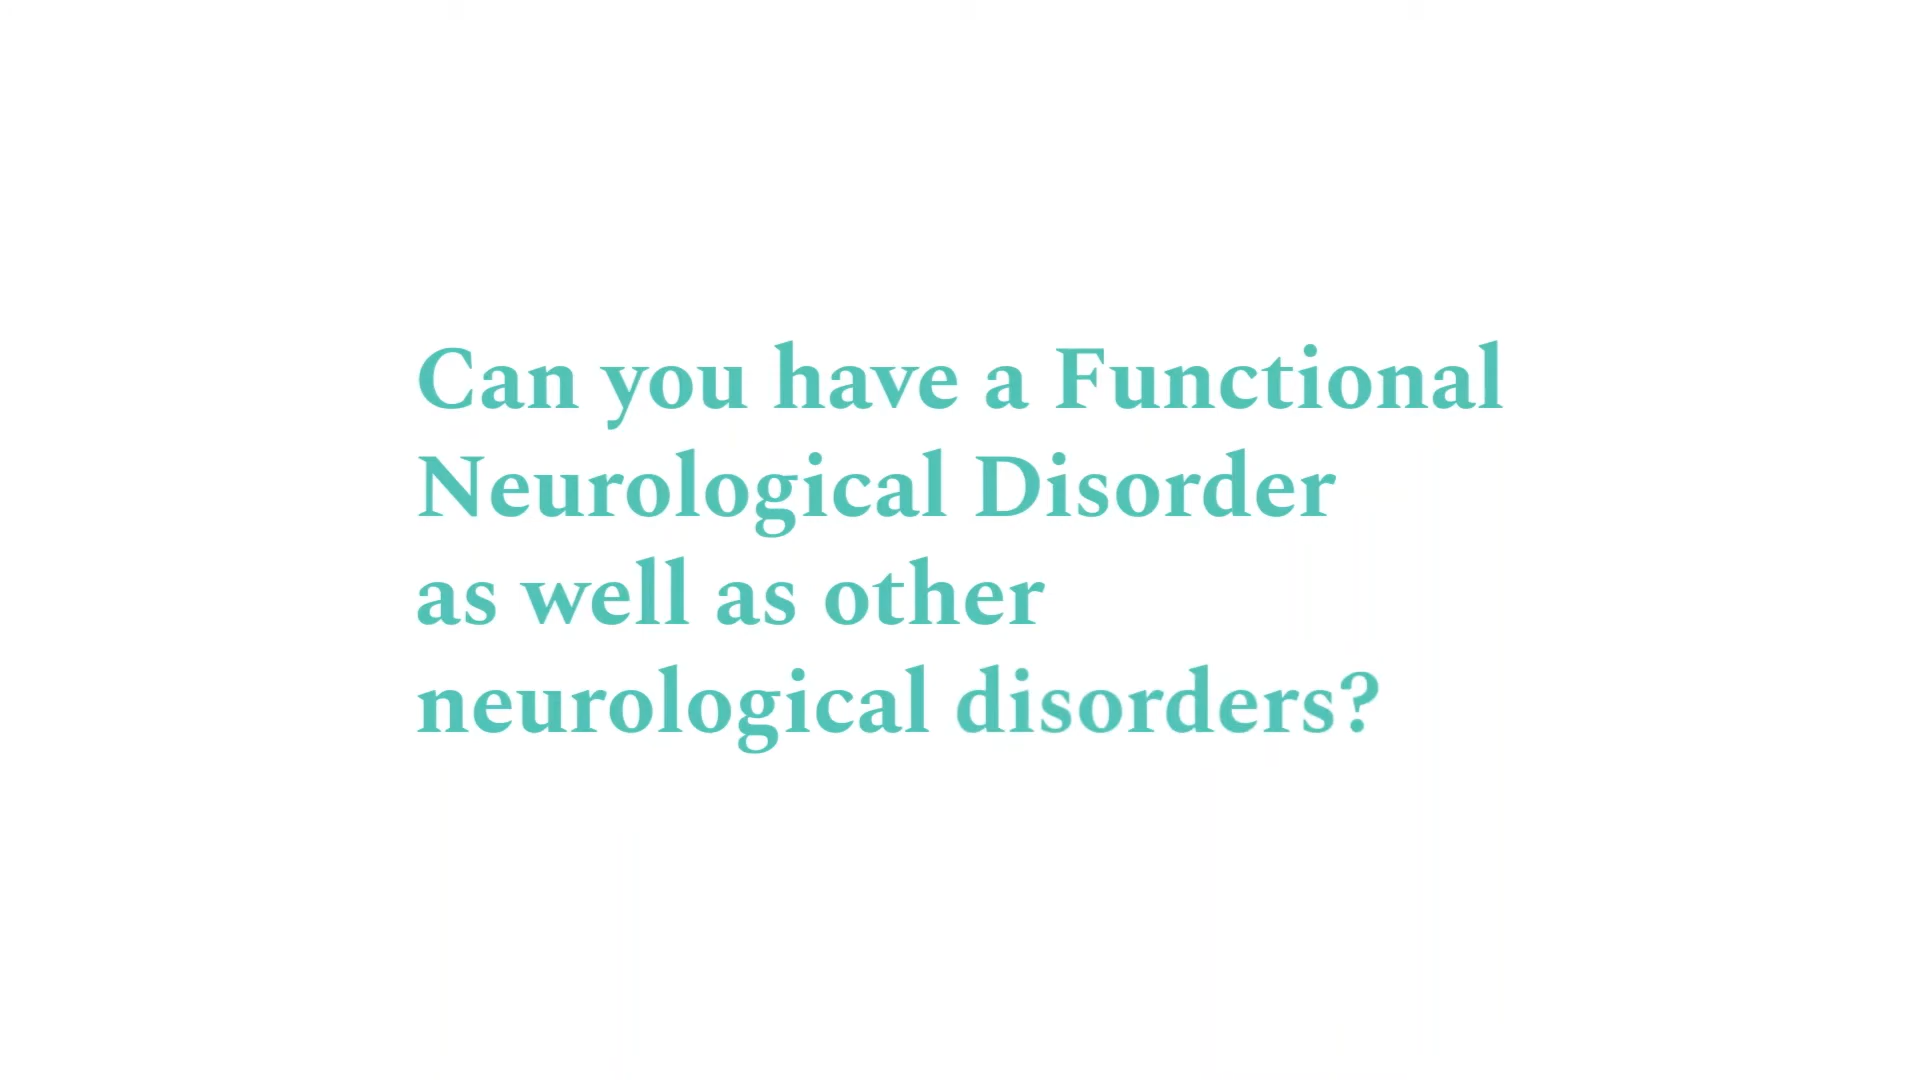 Can you have a Functional
Neurological Disorder
as well as other
neurological disorders?